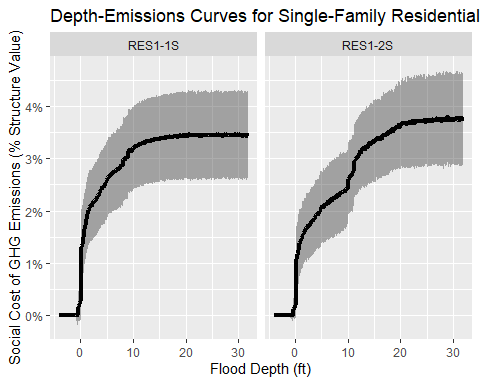 Depth-Emissions Curves for Single-Family Residential
RES1-1S
RES1-2S
Social Cost of GHG Emissions (% Structure Value)
4%
3%
2%
1%
0%
0
10
20
30
0
10
20
30
Flood Depth (ft)